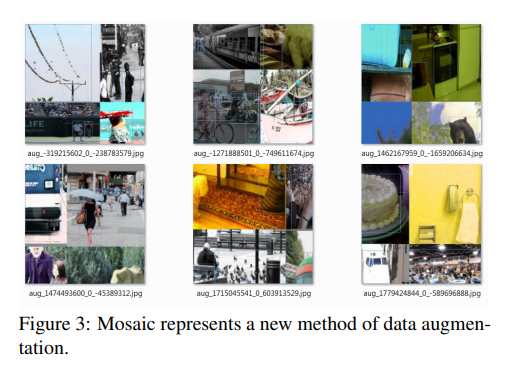 LIFE
aug_-319215602_0_-238783579.jpg
aug_-1271888501_0_-749611674.jpg
aug_1462167959_0_-1659206634.jpg
aug_1474493600_0_-45389312.jpg
aug_1715045541_0_603913529.jpg
aug_1779424844_0_-589696888.jpg
Figure 3: Mosaic represents a new method of data augmen-
tation.